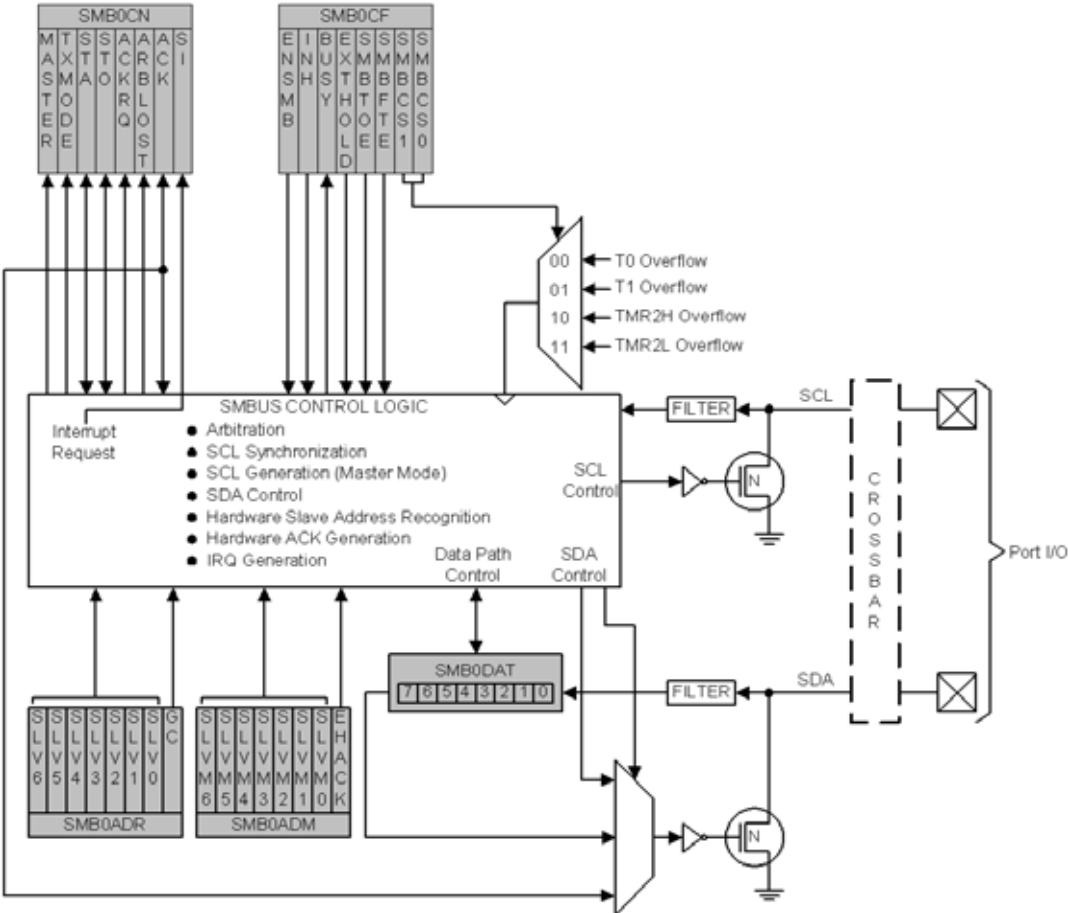 SMB0CN
MASTER
TXMODE
STA
STO
ACKRQ
ARBLOST
ACK
SI
SMB0CF
ENSMB
INH
BUSY
EXTHOLD
SMBTOE
SMBFTE
SMBCS1
SMBCS0
00
T0 Overflow
01
T1 Overflow
10
TMR2H Overflow
11
TMR2L Overflow
SMBUS CONTROL LOGIC
Interrupt
Request
● Arbitration
● SCL Synchronization
● SCL Generation (Master Mode)
● SDA Control
● Hardware Slave Address Recognition
● Hardware ACK Generation
● IRQ Generation
SCL
Control
Data Path
Control
SDA
Control
FILTER
SCL
N
CROSSBAR
Port I/O
SMB0DAT
7 6 5 4 3 2 1 0
FILTER
SDA
N
SLV6
SLV5
SLV4
SLV3
SLV2
SLV1
SLV0
GC
SMB0ADR
SLVM6
SLVM5
SLVM4
SLVM3
SLVM2
SLVM1
SLVM0
EHACK
SMB0ADM